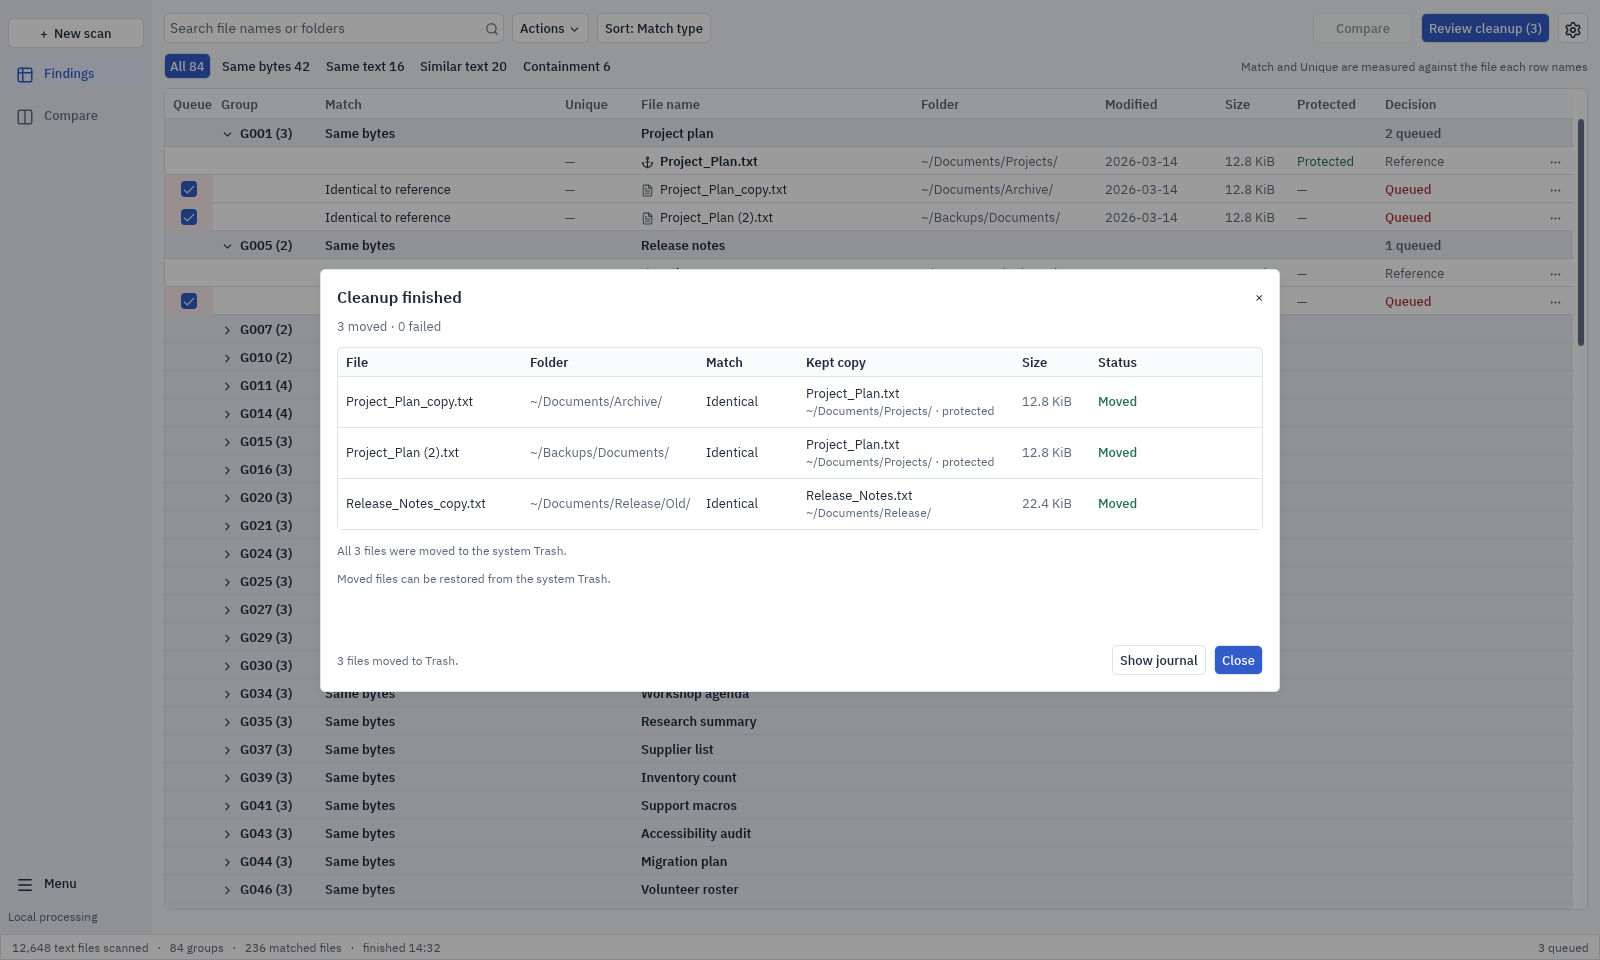 + New scan
Findings
Compare
Menu
Local processing
Search file names or folders
Actions
Sort: Match type
Compare
Review cleanup (3)
All 84 Same bytes 42 Same text 16 Similar text 20 Containment 6
Match and Unique are measured against the file each row names
Queue Group Match Unique File name Folder Modified Size Protected Decision
G001 (3) Same bytes Project plan 2 queued
— Project_Plan.txt ~/Documents/Projects/ 2026-03-14 12.8 KiB Protected Reference ...
Identical to reference — Project_Plan_copy.txt ~/Documents/Archive/ 2026-03-14 12.8 KiB — Queued ...
Identical to reference — Project_Plan (2).txt ~/Backups/Documents/ 2026-03-14 12.8 KiB — Queued ...
G005 (2) Same bytes Release notes 1 queued
— Reference ...
— Queued ...
G007 (2)
G010 (2)
G011 (4)
G014 (4)
G015 (3)
G016 (3)
G020 (3)
G021 (3)
G024 (3)
G025 (3)
G027 (3)
G029 (3)
G030 (3)
G034 (3) Same bytes Workshop agenda
G035 (3) Same bytes Research summary
G037 (3) Same bytes Supplier list
G039 (3) Same bytes Inventory count
G041 (3) Same bytes Support macros
G043 (3) Same bytes Accessibility audit
G044 (3) Same bytes Migration plan
G046 (3) Same bytes Volunteer roster
Cleanup finished ×
3 moved · 0 failed
File Folder Match Kept copy Size Status
Project_Plan_copy.txt ~/Documents/Archive/ Identical Project_Plan.txt 12.8 KiB Moved
~/Documents/Projects/ · protected
Project_Plan (2).txt ~/Backups/Documents/ Identical Project_Plan.txt 12.8 KiB Moved
~/Documents/Projects/ · protected
Release_Notes_copy.txt ~/Documents/Release/Old/ Identical Release_Notes.txt 22.4 KiB Moved
~/Documents/Release/
All 3 files were moved to the system Trash.
Moved files can be restored from the system Trash.
3 files moved to Trash.
Show journal
Close
12,648 text files scanned · 84 groups · 236 matched files · finished 14:32
3 queued